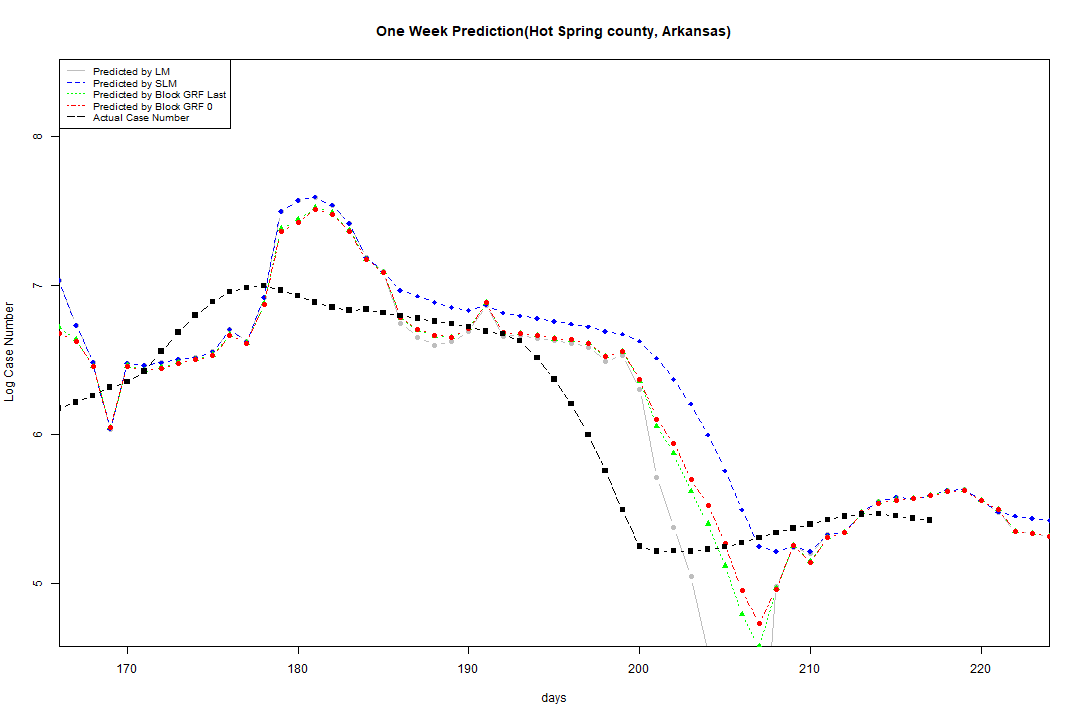 One Week Prediction(Hot Spring county, Arkansas)
Predicted by LM
Predicted by SLM
Predicted by Block GRF Last
Predicted by Block GRF 0
Actual Case Number
8
7
6
5
Log Case Number
170
180
190
200
210
220
days